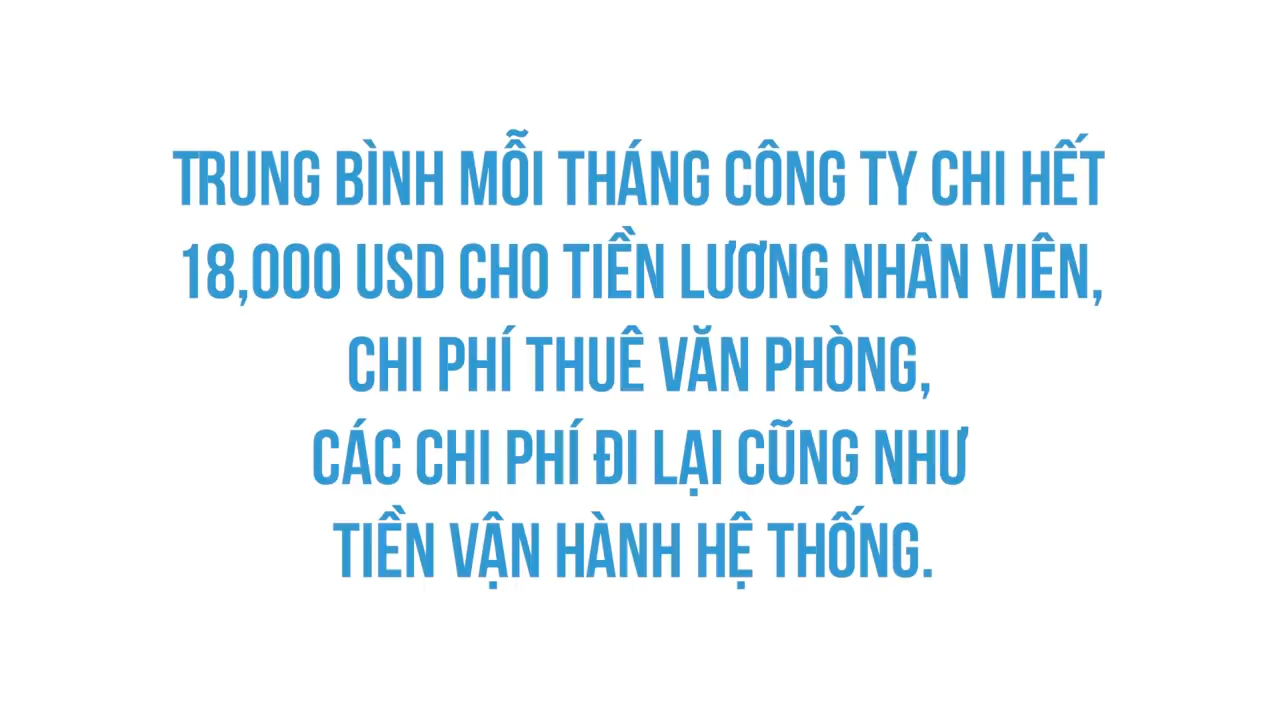 TRUNG BÌNH MỖI THÁNG CÔNG TY CHI HẾT
18,000 USD CHO TIỀN LƯƠNG NHÂN VIÊN,
CHI PHÍ THUÊ VĂN PHÒNG,
CÁC CHI PHÍ ĐI LẠI CŨNG NHƯ
TIỀN VẬN HÀNH HỆ THỐNG.